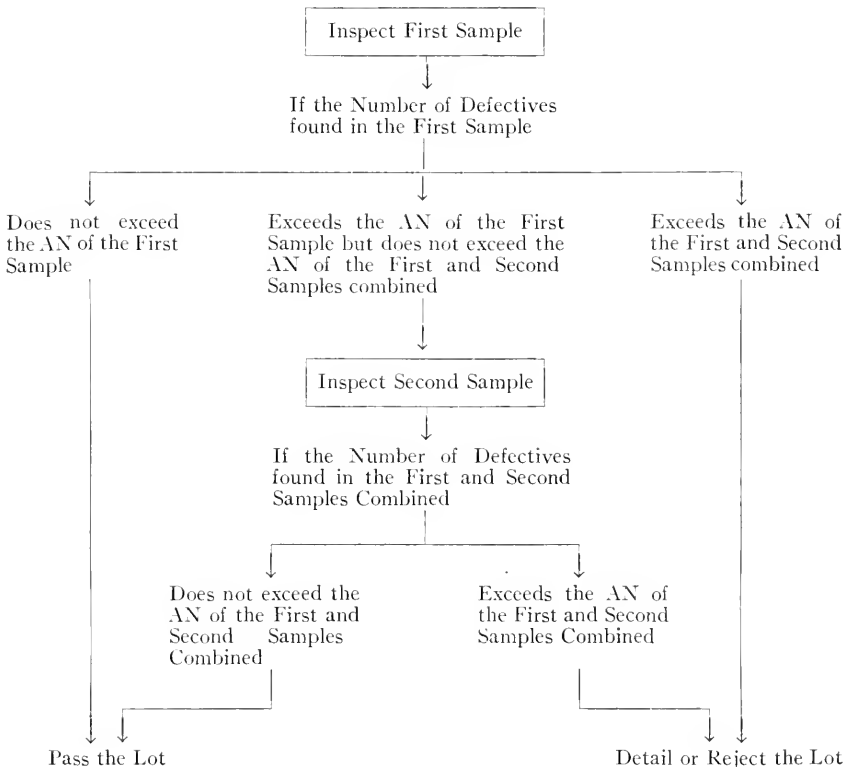 Inspect First Sample
If the Number of Defectives
found in the First Sample
Does not exceed
the AN of the First
Sample
Exceeds the AN of the First
Sample but does not exceed the
AN of the First and Second
Samples combined
Exceeds the AN of
the First and Second
Samples combined
Inspect Second Sample
If the Number of Defectives
found in the First and Second
Samples Combined
Does not exceed the
AN of the First and
Second Samples
Combined
Exceeds the AN of
the First and Second
Samples Combined
Pass the Lot
Detail or Reject the Lot